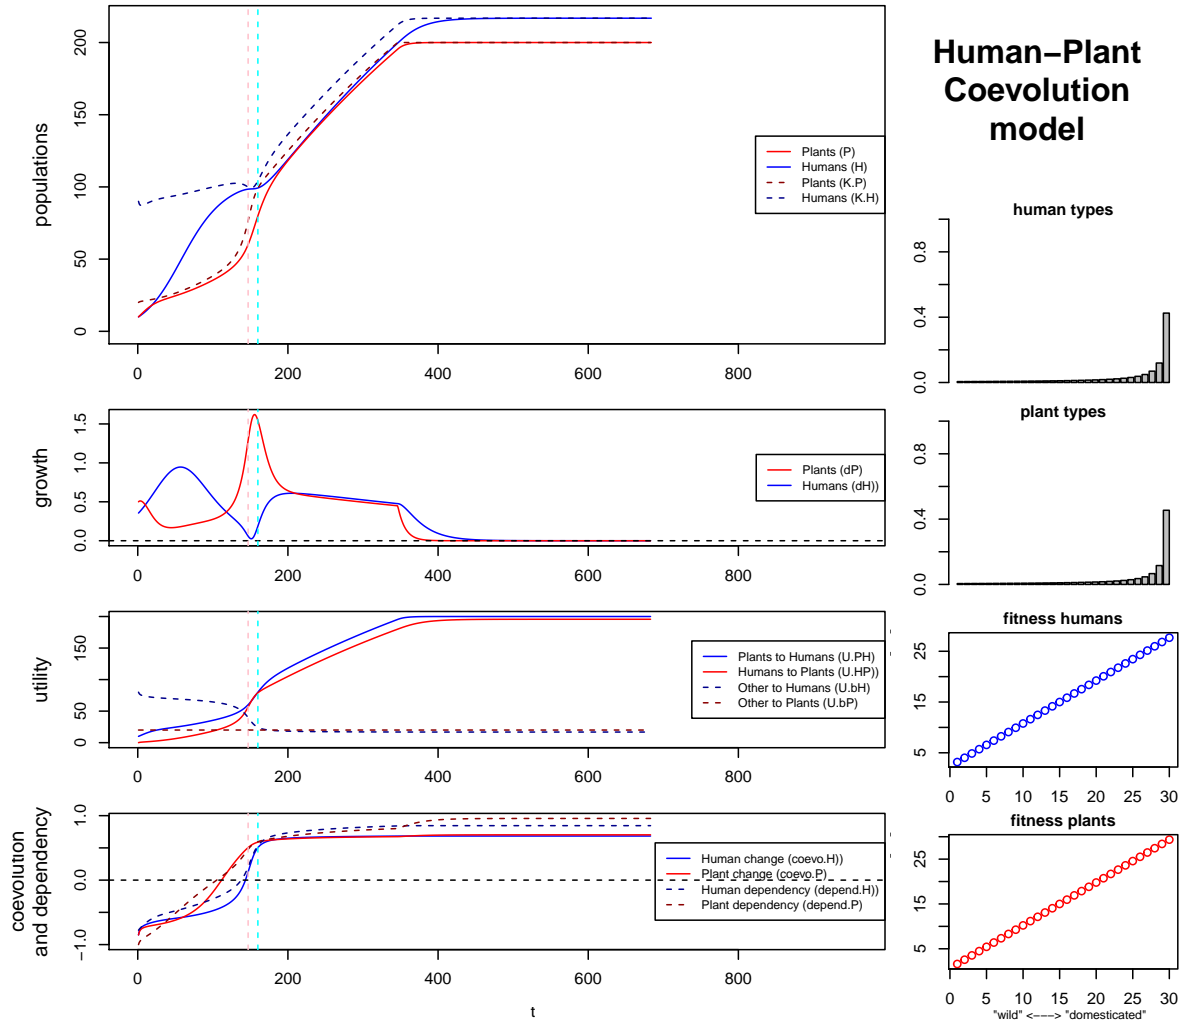 Human−Plant
Coevolution
model
populations
0
50
100
150
200
0
200
400
600
800
Plants (P)
Humans (H)
Plants (K.P)
Humans (K.H)
growth
0.0
0.5
1.0
1.5
0
200
400
600
800
Plants (dP)
Humans (dH))
utility
0
50
150
0
200
400
600
800
Plants to Humans (U.PH)
Humans to Plants (U.HP))
Other to Humans (U.bH)
Other to Plants (U.bP)
coevolution
and dependency
−1.0
0.0
1.0
0
200
400
600
800
t
Human change (coevo.H))
Plant change (coevo.P)
Human dependency (depend.H))
Plant dependency (depend.P)
human types
0.0
0.4
0.8
plant types
0.0
0.4
0.8
fitness humans
5
15
25
0
5
10
15
20
25
30
fitness plants
5
15
25
0
5
10
15
20
25
30
"wild" <−−−> "domesticated"